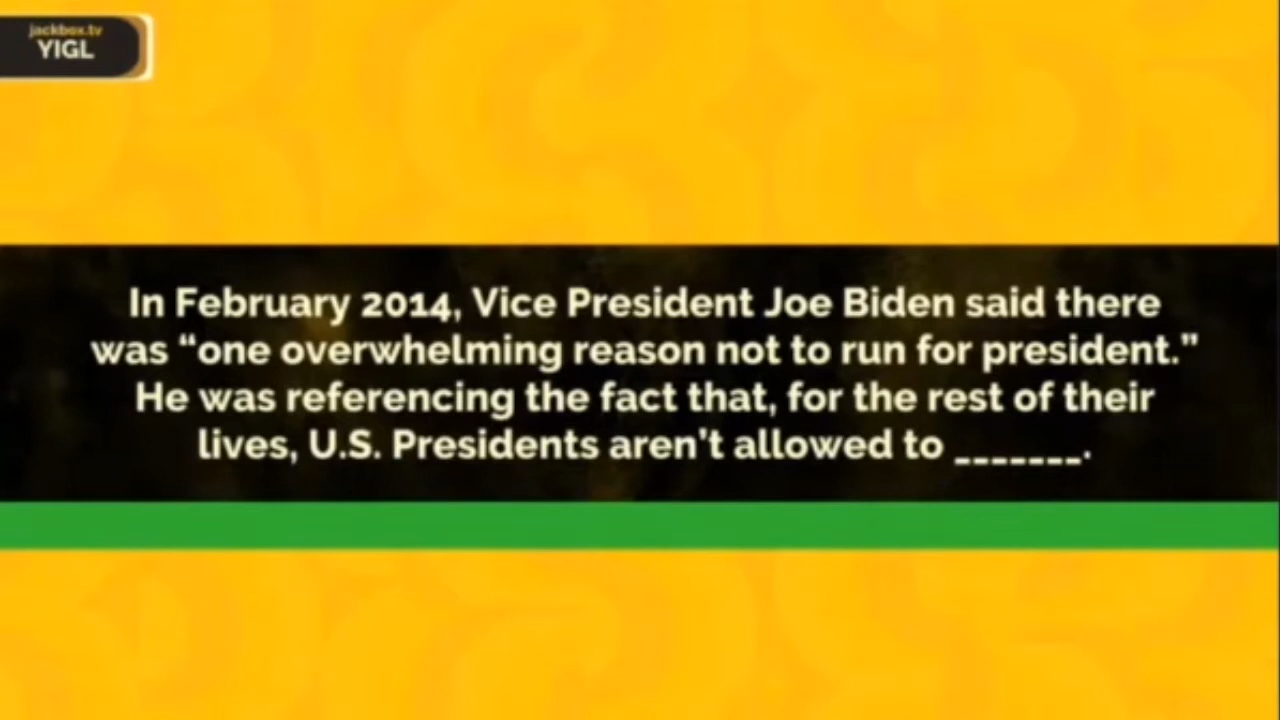 jackbox.tv
YIGL
In February 2014, Vice President Joe Biden said there
was “one overwhelming reason not to run for president.”
He was referencing the fact that, for the rest of their
lives, U.S. Presidents aren’t allowed to _______.